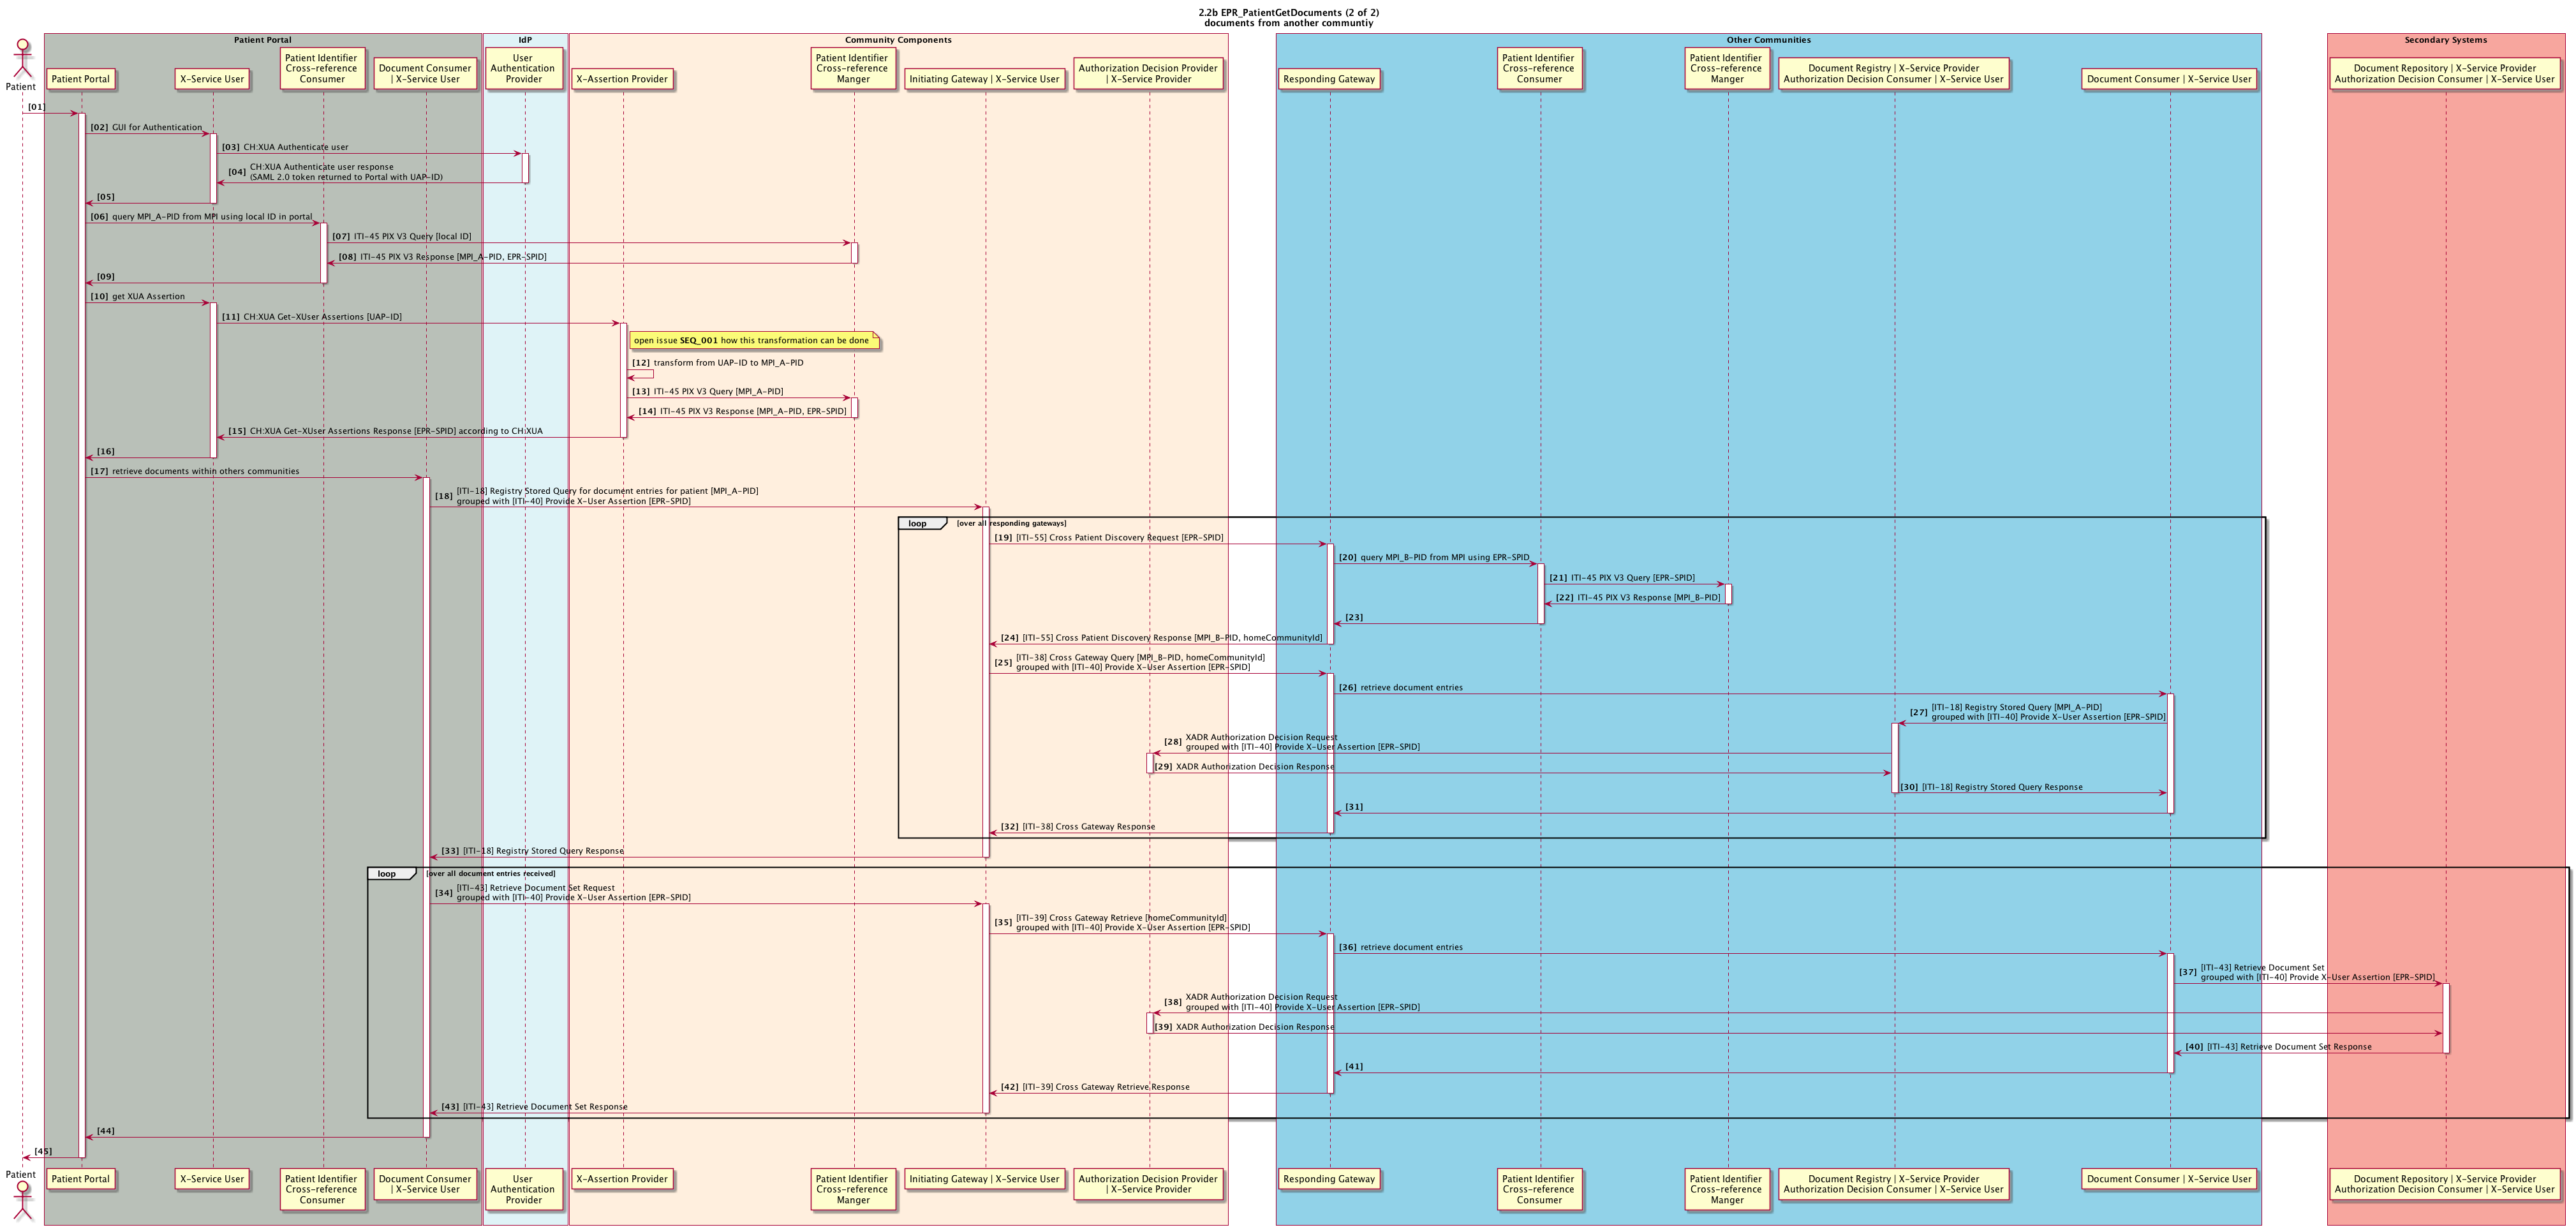 2.2b EPR_PatientGetDocuments (2 of 2)
documents from another communtiy
Patient Portal
IdP
Community Components
Other Communities
Secondary Systems
Patient
Patient Portal
X-Service User
Patient Identifier
Cross-reference
Consumer
Document Consumer
| X-Service User
User
Authentication
Provider
X-Assertion Provider
Patient Identifier
Cross-reference
Manger
Initiating Gateway | X-Service User
Authorization Decision Provider
| X-Service Provider
Responding Gateway
Patient Identifier
Cross-reference
Consumer
Patient Identifier
Cross-reference
Manger
Document Registry | X-Service Provider
Authorization Decision Consumer | X-Service User
Document Consumer | X-Service User
Document Repository | X-Service Provider
Authorization Decision Consumer | X-Service User
[01]
[02] GUI for Authentication
[03] CH:XUA Authenticate user
[04] CH:XUA Authenticate user response
(SAML 2.0 token returned to Portal with UAP-ID)
[05]
[06] query MPI_A-PID from MPI using local ID in portal
[07] ITI-45 PIX V3 Query [local ID]
[08] ITI-45 PIX V3 Response [MPI_A-PID, EPR-SPID]
[09]
[10] get XUA Assertion
[11] CH:XUA Get-XUser Assertions [UAP-ID]
open issue SEQ_001 how this transformation can be done
[12] transform from UAP-ID to MPI_A-PID
[13] ITI-45 PIX V3 Query [MPI_A-PID]
[14] ITI-45 PIX V3 Response [MPI_A-PID, EPR-SPID]
[15] CH:XUA Get-XUser Assertions Response [EPR-SPID] according to CH:XUA
[16]
[17] retrieve documents within others communities
[18] [ITI-18] Registry Stored Query for document entries for patient [MPI_A-PID]
grouped with [ITI-40] Provide X-User Assertion [EPR-SPID]
loop [over all responding gateways]
[19] [ITI-55] Cross Patient Discovery Request [EPR-SPID]
[20] query MPI_B-PID from MPI using EPR-SPID
[21] ITI-45 PIX V3 Query [EPR-SPID]
[22] ITI-45 PIX V3 Response [MPI_B-PID]
[23]
[24] [ITI-55] Cross Patient Discovery Response [MPI_B-PID, homeCommunityId]
[25] [ITI-38] Cross Gateway Query [MPI_B-PID, homeCommunityId]
grouped with [ITI-40] Provide X-User Assertion [EPR-SPID]
[26] retrieve document entries
[27] [ITI-18] Registry Stored Query [MPI_A-PID]
grouped with [ITI-40] Provide X-User Assertion [EPR-SPID]
[28] XADR Authorization Decision Request
grouped with [ITI-40] Provide X-User Assertion [EPR-SPID]
[29] XADR Authorization Decision Response
[30] [ITI-18] Registry Stored Query Response
[31]
[32] [ITI-38] Cross Gateway Response
[33] [ITI-18] Registry Stored Query Response
loop [over all document entries received]
[34] [ITI-43] Retrieve Document Set Request
grouped with [ITI-40] Provide X-User Assertion [EPR-SPID]
[35] [ITI-39] Cross Gateway Retrieve [homeCommunityId]
grouped with [ITI-40] Provide X-User Assertion [EPR-SPID]
[36] retrieve document entries
[37] [ITI-43] Retrieve Document Set
grouped with [ITI-40] Provide X-User Assertion [EPR-SPID]
[38] XADR Authorization Decision Request
grouped with [ITI-40] Provide X-User Assertion [EPR-SPID]
[39] XADR Authorization Decision Response
[40] [ITI-43] Retrieve Document Set Response
[41]
[42] [ITI-39] Cross Gateway Retrieve Response
[43] [ITI-43] Retrieve Document Set Response
[44]
[45]
Patient
Patient Portal
X-Service User
Patient Identifier
Cross-reference
Consumer
Document Consumer
| X-Service User
User
Authentication
Provider
X-Assertion Provider
Patient Identifier
Cross-reference
Manger
Initiating Gateway | X-Service User
Authorization Decision Provider
| X-Service Provider
Responding Gateway
Patient Identifier
Cross-reference
Consumer
Patient Identifier
Cross-reference
Manger
Document Registry | X-Service Provider
Authorization Decision Consumer | X-Service User
Document Consumer | X-Service User
Document Repository | X-Service Provider
Authorization Decision Consumer | X-Service User